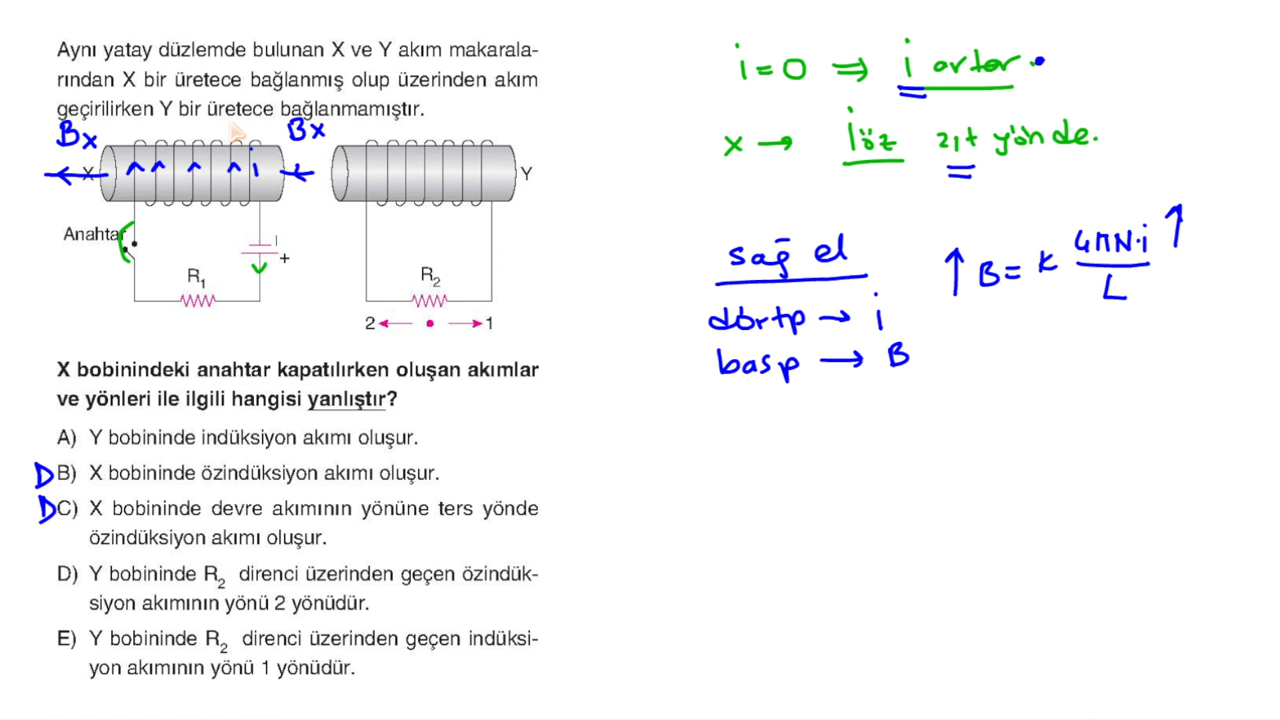 Aynı yatay düzlemde bulunan X ve Y akım makarala-
rından X bir üretece bağlanmış olup üzerinden akım
geçirilirken Y bir üretece bağlanmamıştır.
Bx Bx
X i Y
Anahtar
+
R₁ R₂
2 1
X bobinindeki anahtar kapatılırken oluşan akımlar
ve yönleri ile ilgili hangisi yanlıştır?
A) Y bobininde indüksiyon akımı oluşur.
D B) X bobininde özindüksiyon akımı oluşur.
D C) X bobininde devre akımının yönüne ters yönde
özindüksiyon akımı oluşur.
D) Y bobininde R₂ direnci üzerinden geçen özindük-
siyon akımının yönü 2 yönüdür.
E) Y bobininde R₂ direnci üzerinden geçen indüksi-
yon akımının yönü 1 yönüdür.
i = 0 ⇒ i artar.
x → iöz zıt yönde.
sağ el
dörtp → i
basp → B
↑ B = K 4πN·i ↑
L